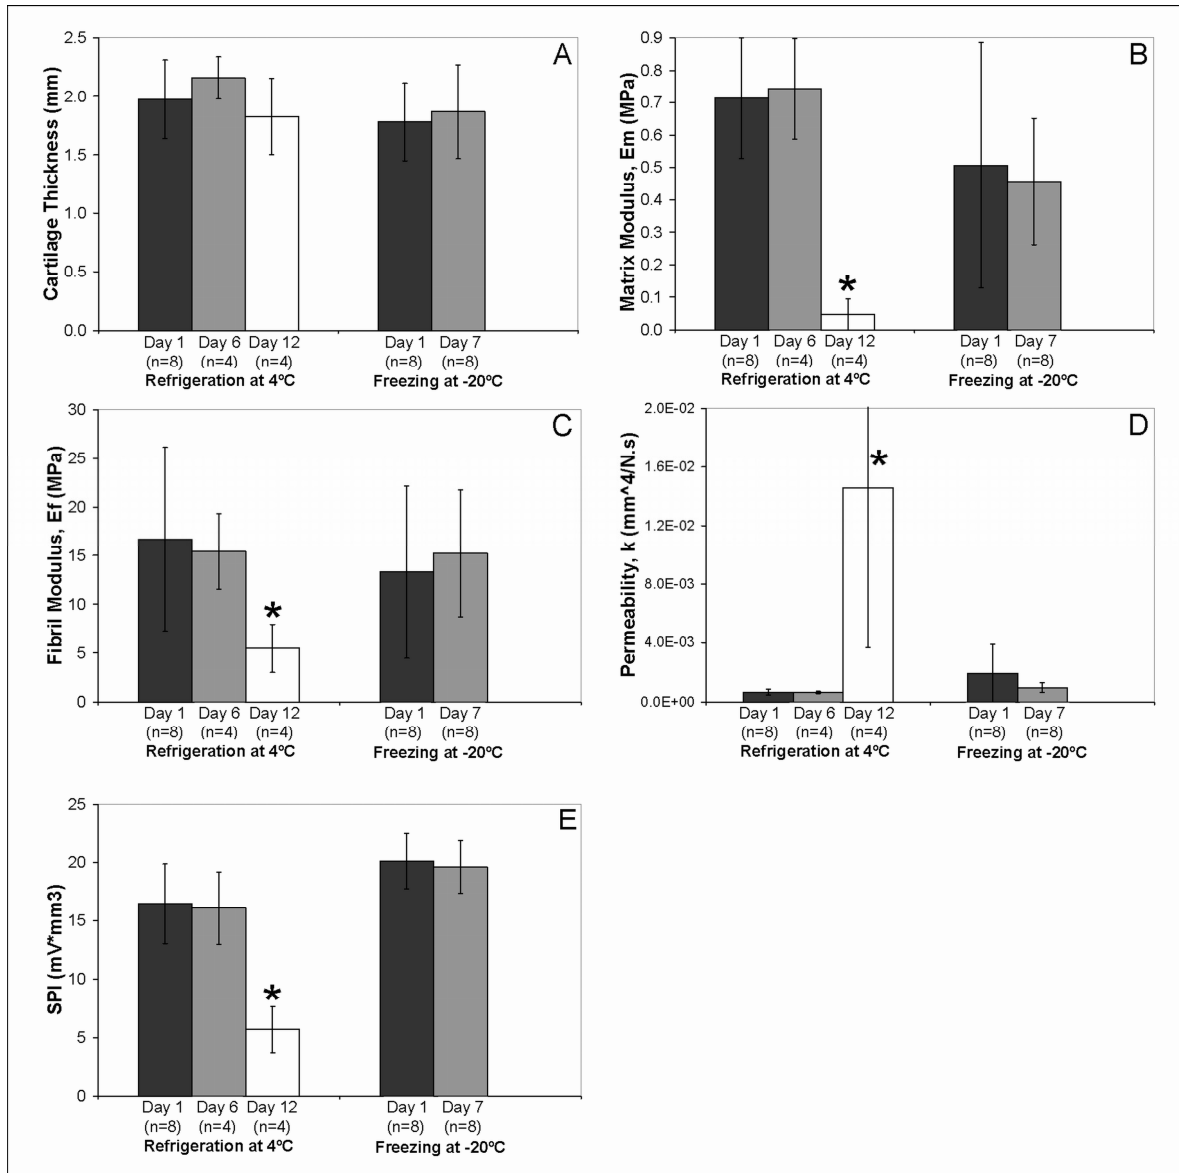 A
Cartilage Thickness (mm)
2.5
2.0
1.5
1.0
0.5
0.0
Day 1 Day 6 Day 12 Day 1 Day 7
(n=8) (n=4) (n=4) (n=8) (n=8)
Refrigeration at 4ºC Freezing at -20ºC
B
Matrix Modulus, Em (MPa)
0.9
0.8
0.7
0.6
0.5
0.4
0.3
0.2
0.1
0.0
*
Day 1 Day 6 Day 12 Day 1 Day 7
(n=8) (n=4) (n=4) (n=8) (n=8)
Refrigeration at 4ºC Freezing at -20ºC
C
Fibril Modulus, Ef (MPa)
30
25
20
15
10
5
0
*
Day 1 Day 6 Day 12 Day 1 Day 7
(n=8) (n=4) (n=4) (n=8) (n=8)
Refrigeration at 4ºC Freezing at -20ºC
D
Permeability, k (mm^4/N.s)
2.0E-02
1.6E-02
1.2E-02
8.0E-03
4.0E-03
0.0E+00
*
Day 1 Day 6 Day 12 Day 1 Day 7
(n=8) (n=4) (n=4) (n=8) (n=8)
Refrigeration at 4ºC Freezing at -20ºC
E
SPI (mV*mm3)
25
20
15
10
5
0
*
Day 1 Day 6 Day 12 Day 1 Day 7
(n=8) (n=4) (n=4) (n=8) (n=8)
Refrigeration at 4ºC Freezing at -20ºC